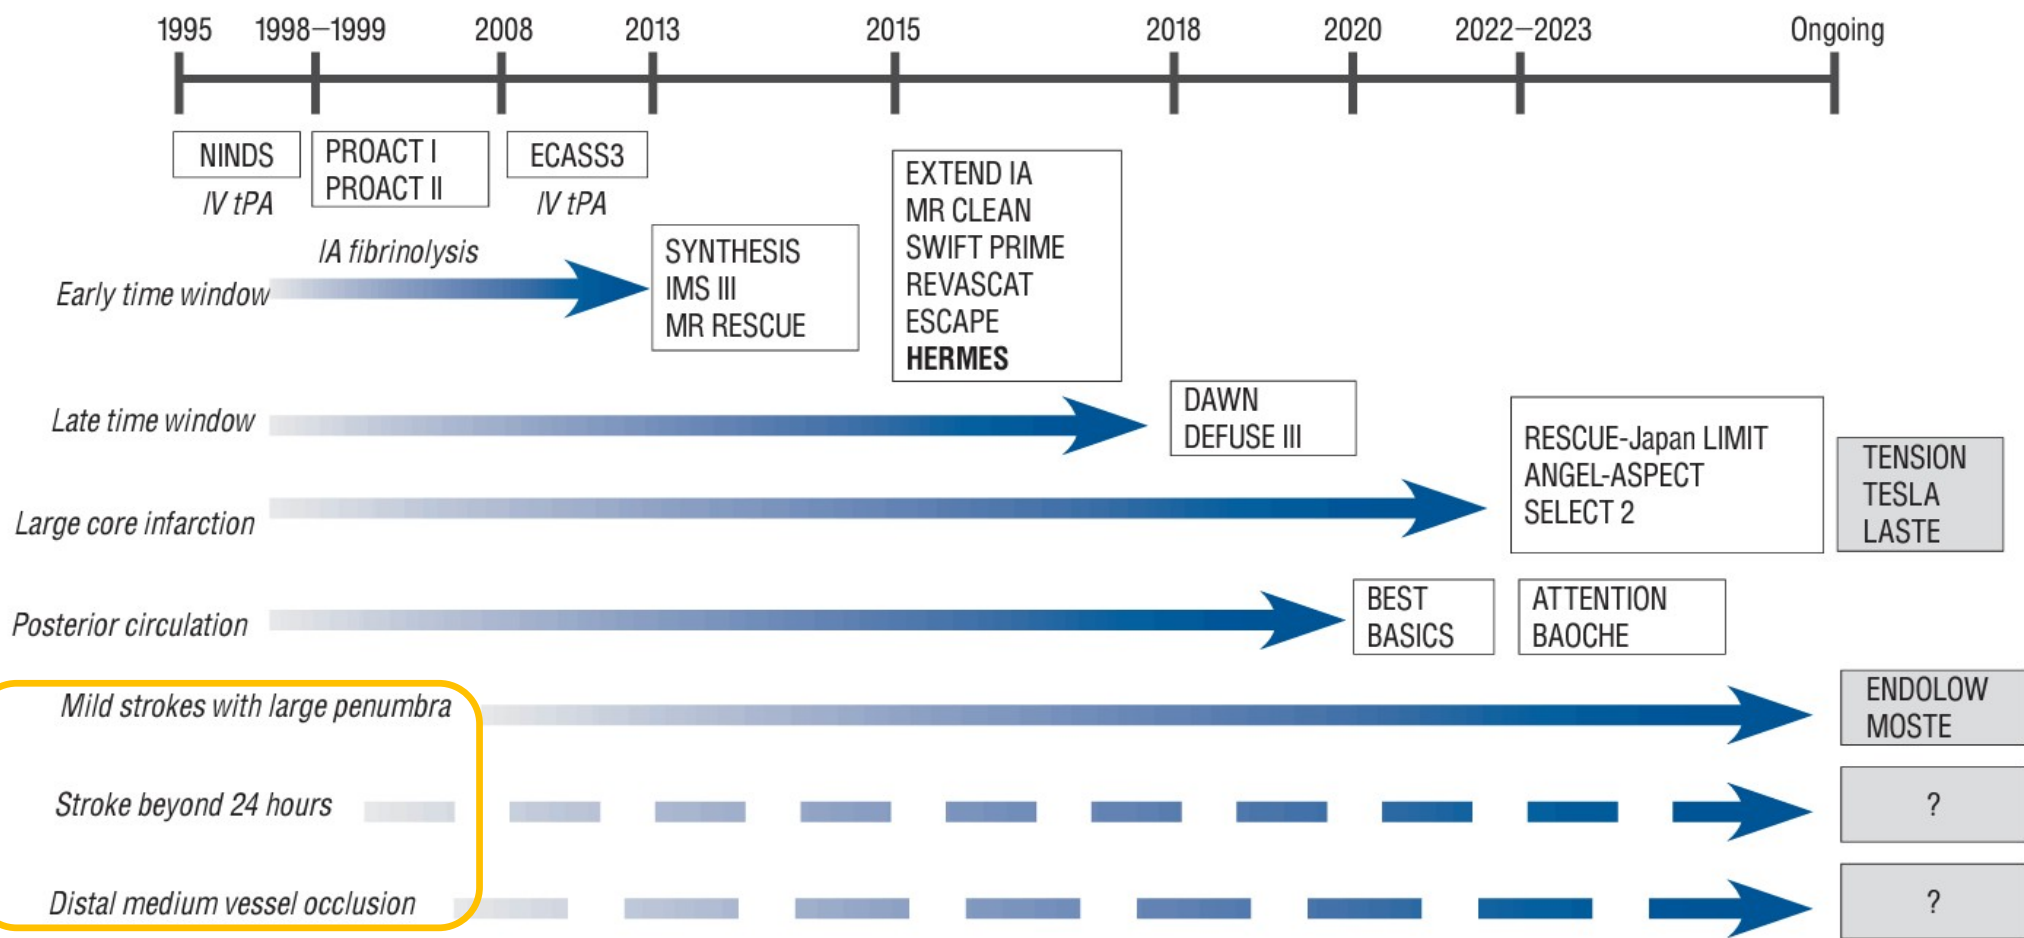 1995 1998–1999 2008 2013 2015 2018 2020 2022–2023 Ongoing
NINDS
IV tPA
PROACT I
PROACT II
IA fibrinolysis
ECASS3
IV tPA
Early time window
SYNTHESIS
IMS III
MR RESCUE
EXTEND IA
MR CLEAN
SWIFT PRIME
REVASCAT
ESCAPE
HERMES
Late time window
DAWN
DEFUSE III
Large core infarction
RESCUE-Japan LIMIT
ANGEL-ASPECT
SELECT 2
TENSION
TESLA
LASTE
Posterior circulation
BEST
BASICS
ATTENTION
BAOCHE
Mild strokes with large penumbra
ENDOLOW
MOSTE
Stroke beyond 24 hours
?
Distal medium vessel occlusion
?